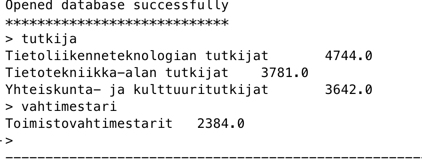 Opened database successfully
****************************
> tutkija
Tietoliikenneteknologian tutkijat 4744.0
Tietotekniikka-alan tutkijat 3781.0
Yhteiskunta- ja kulttuuritutkijat 3642.0
> vahtimestari
Toimistovahtimestarit 2384.0
>
-----------------------------------------------------